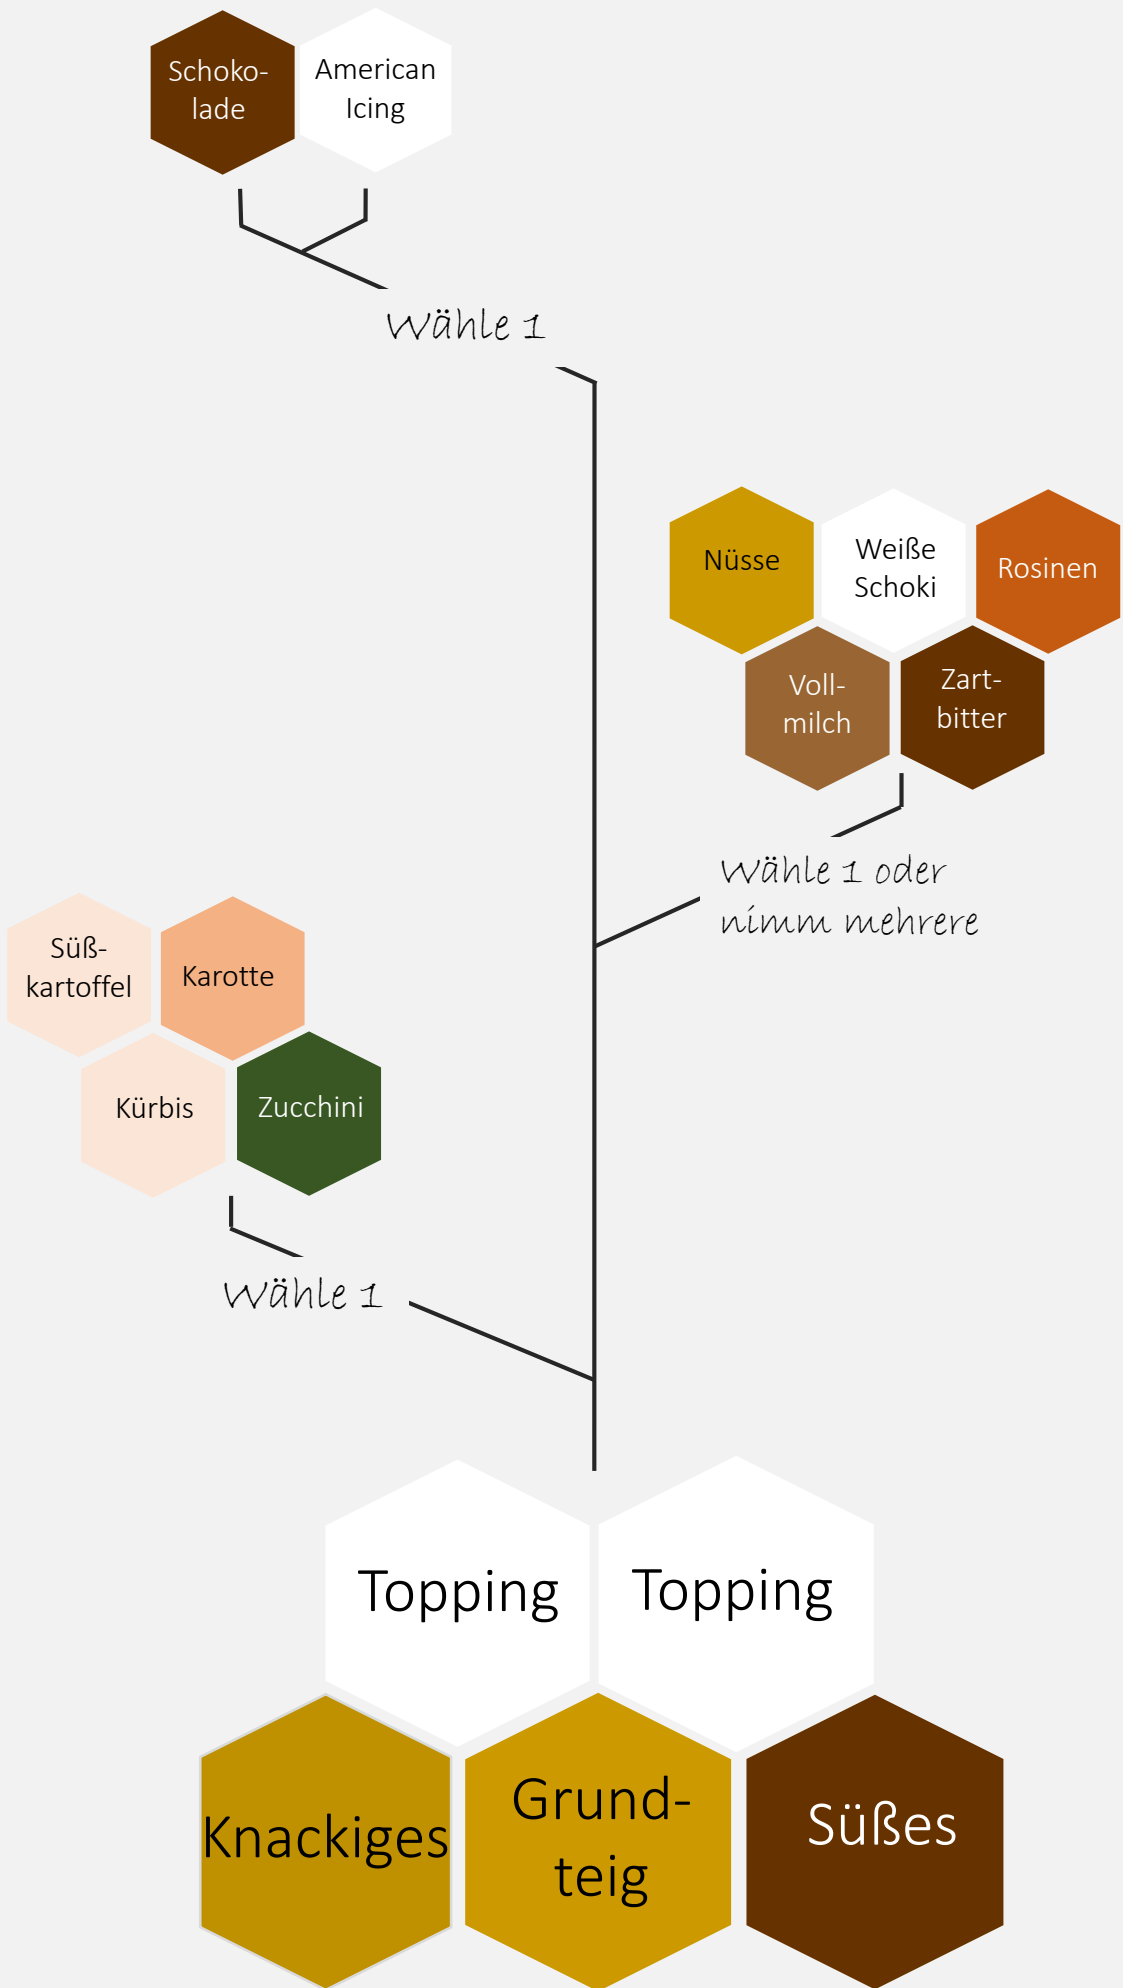 Schoko-
lade
American
Icing
Wähle 1
Nüsse
Weiße
Schoki
Rosinen
Voll-
milch
Zart-
bitter
Wähle 1 oder
nimm mehrere
Süß-
kartoffel
Karotte
Kürbis
Zucchini
Wähle 1
Topping
Topping
Knackiges
Grund-
teig
Süßes